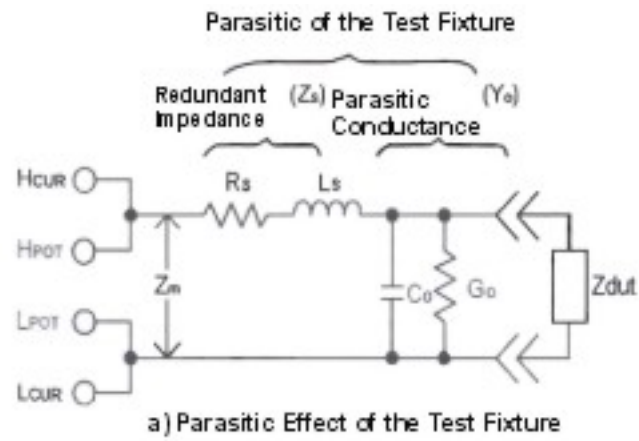 Parasitic of the Test Fixture
Redundant Impedance (Zs) Parasitic Conductance (Yo)
HCUR
Rs Ls
HPOT
Zm
Co Go Zdut
LPOT
LCUR
a) Parasitic Effect of the Test Fixture